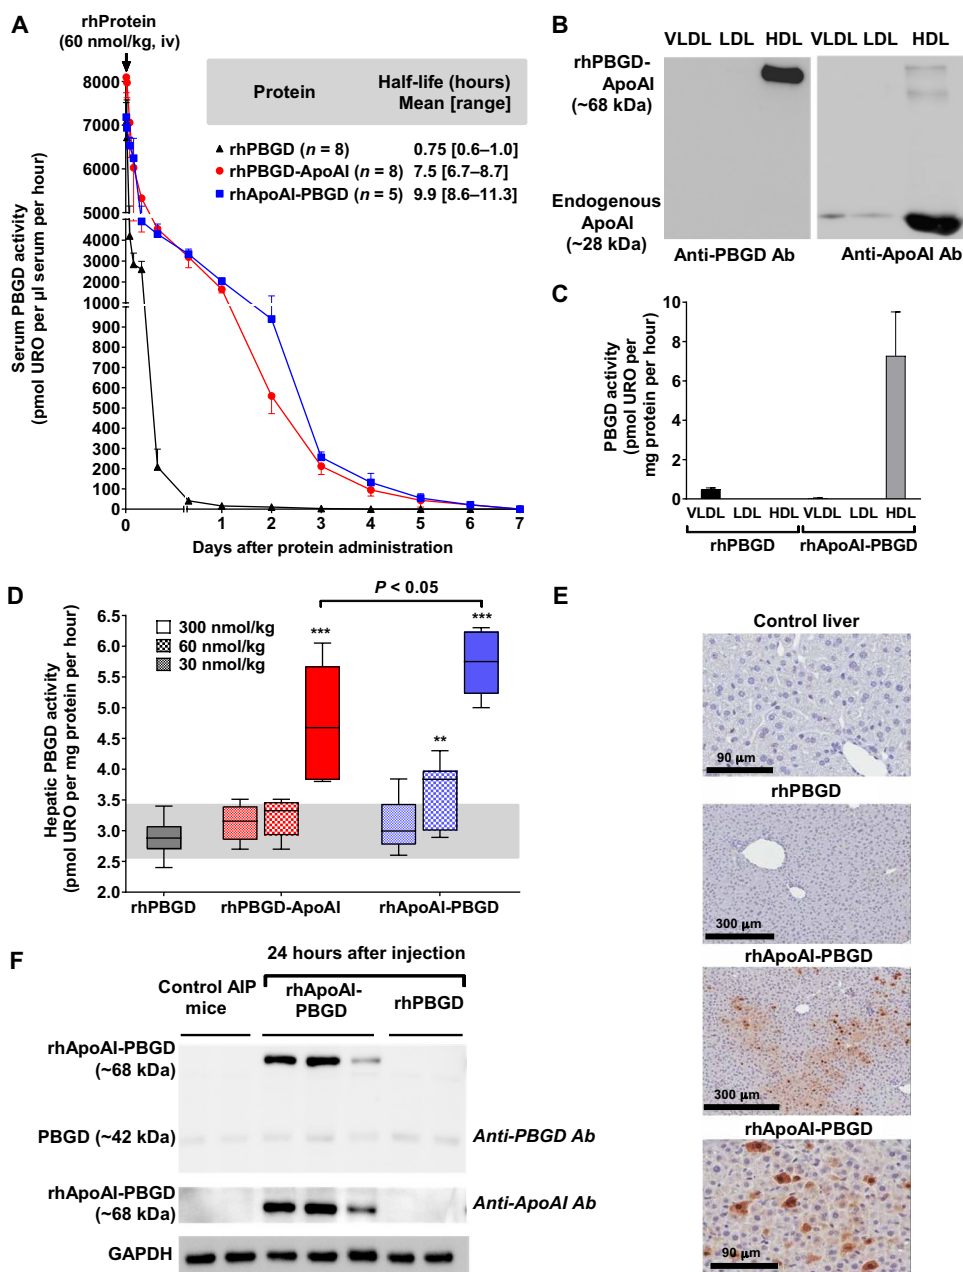 A
rhProtein
(60 nmol/kg, iv)
Protein
Half-life (hours)
Mean [range]
rhPBGD (n = 8)
0.75 [0.6–1.0]
rhPBGD-ApoAI (n = 8)
7.5 [6.7–8.7]
rhApoAI-PBGD (n = 5)
9.9 [8.6–11.3]
Serum PBGD activity
(pmol URO per µl serum per hour)
8000
7000
6000
5000
4000
3000
2000
1000
900
800
700
600
500
400
300
200
100
0
0 1 2 3 4 5 6 7
Days after protein administration
B
VLDL LDL HDL
VLDL LDL HDL
rhPBGD-
ApoAI
(~68 kDa)
Endogenous
ApoAI
(~28 kDa)
Anti-PBGD Ab
Anti-ApoAI Ab
C
PBGD activity
(pmol URO per
mg protein per hour)
10
8
6
4
2
0
VLDL LDL HDL VLDL LDL HDL
rhPBGD
rhApoAI-PBGD
D
P < 0.05
300 nmol/kg
60 nmol/kg
30 nmol/kg
***
**
***
Hepatic PBGD activity
(pmol URO per mg protein per hour)
6.5
6.0
5.5
5.0
4.5
4.0
3.5
3.0
2.5
2.0
rhPBGD
rhPBGD-ApoAI
rhApoAI-PBGD
E
Control liver
90 µm
rhPBGD
300 µm
rhApoAI-PBGD
300 µm
rhApoAI-PBGD
90 µm
F
24 hours after injection
Control AIP
mice
rhApoAI-
PBGD
rhPBGD
rhApoAI-PBGD
(~68 kDa)
PBGD (~42 kDa)
Anti-PBGD Ab
rhApoAI-PBGD
(~68 kDa)
Anti-ApoAI Ab
GAPDH